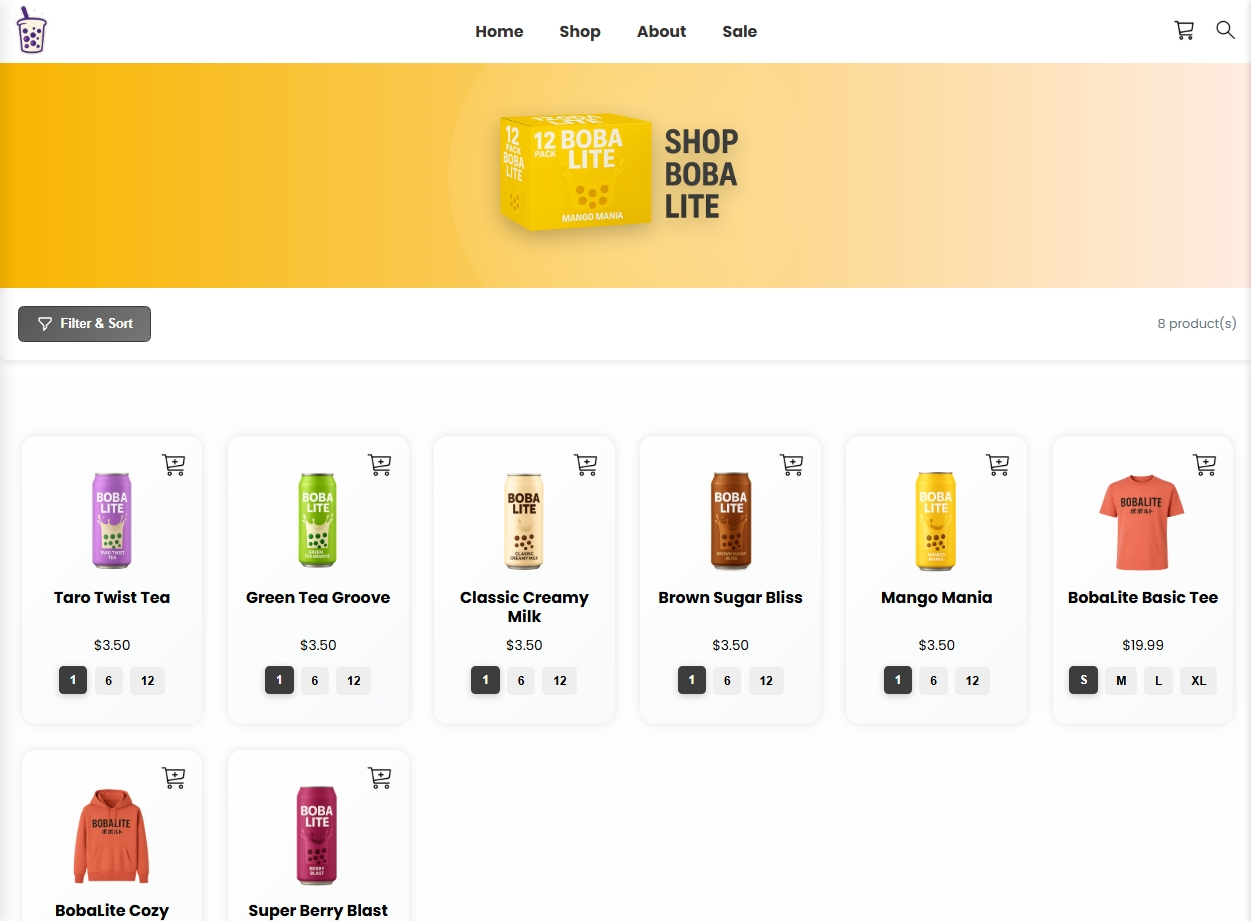 Home Shop About Sale
12 PACK BOBA LITE
12 PACK BOBA LITE
MANGO MANIA
SHOP
BOBA
LITE
Filter & Sort
8 product(s)
BOBA LITE TARO TWIST TEA
BOBA LITE GREEN TEA GROOVE
BOBA LITE CLASSIC CREAMY MILK
BOBA LITE BROWN SUGAR BLISS
BOBA LITE MANGO MANIA
BOBALITE
ボボルト
Taro Twist Tea
Green Tea Groove
Classic Creamy
Milk
Brown Sugar Bliss
Mango Mania
BobaLite Basic Tee
$3.50 $3.50 $3.50 $3.50 $3.50 $19.99
1 6 12 1 6 12 1 6 12 1 6 12 1 6 12 S M L XL
BOBALITE
ボボルト
BOBA LITE BERRY BLAST
BobaLite Cozy
Super Berry Blast